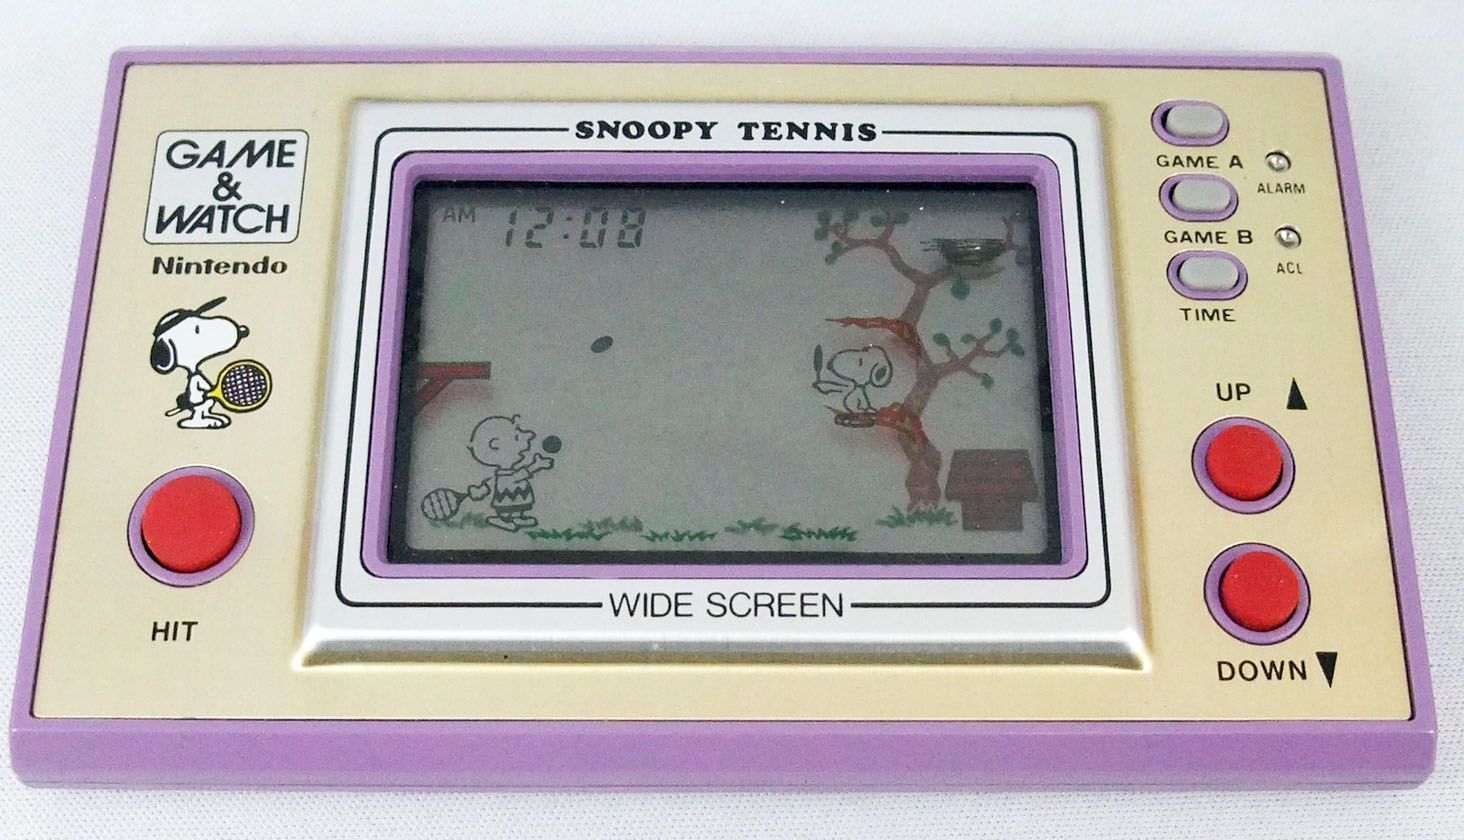 GAME
&
WATCH
Nintendo
HIT
SNOOPY TENNIS
AM 12:08
WIDE SCREEN
GAME A
ALARM
GAME B
ACL
TIME
UP ▲
DOWN ▼